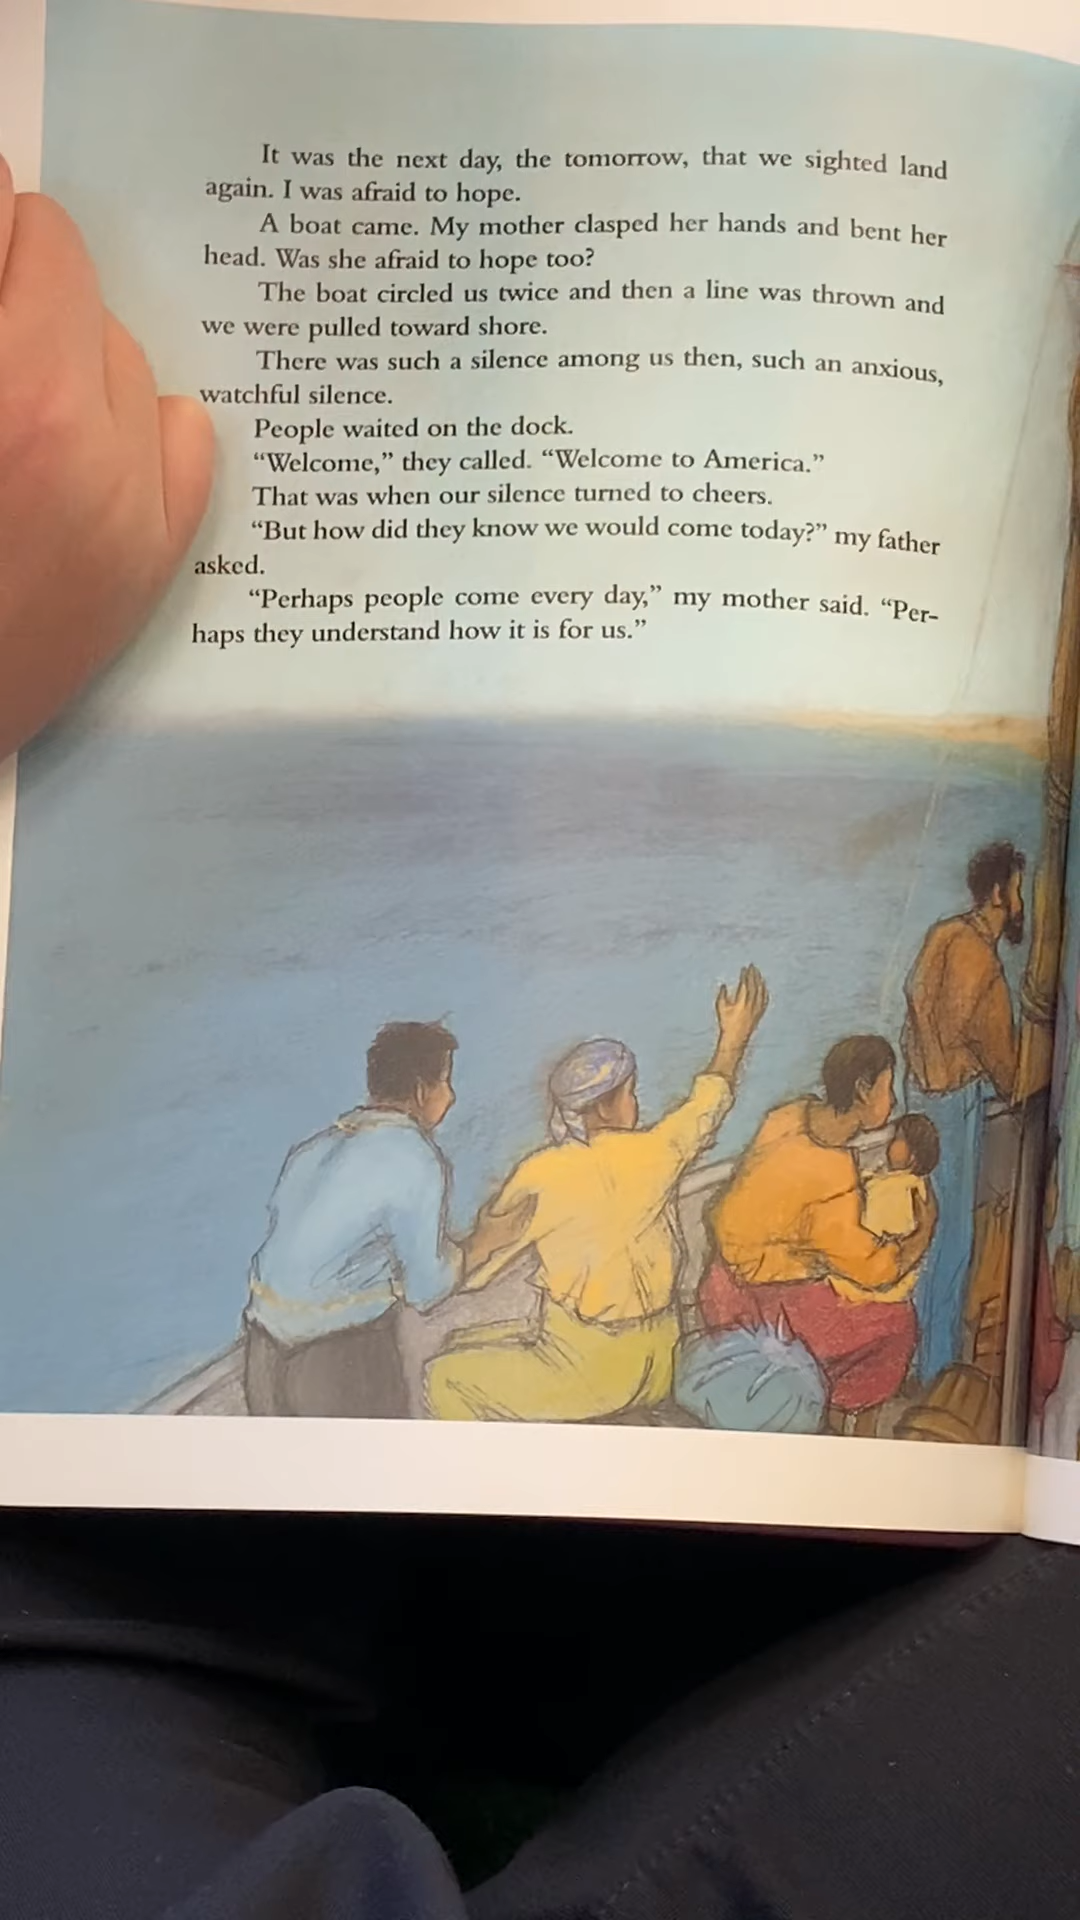 It was the next day, the tomorrow, that we sighted land
again. I was afraid to hope.
A boat came. My mother clasped her hands and bent her
head. Was she afraid to hope too?
The boat circled us twice and then a line was thrown and
we were pulled toward shore.
There was such a silence among us then, such an anxious,
watchful silence.
People waited on the dock.
“Welcome,” they called. “Welcome to America.”
That was when our silence turned to cheers.
“But how did they know we would come today?” my father
asked.
“Perhaps people come every day,” my mother said. “Per-
haps they understand how it is for us.”